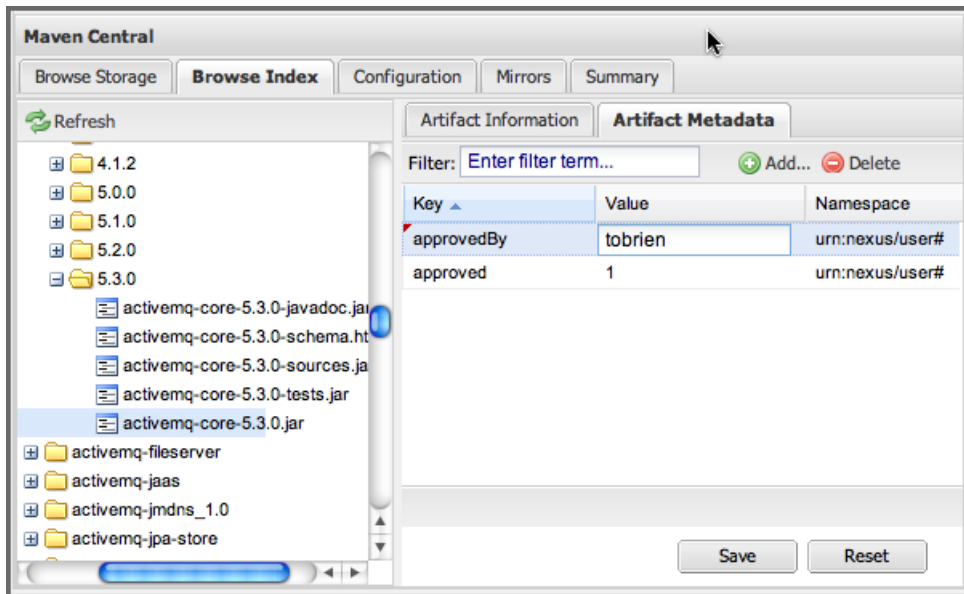 Maven Central
Browse Storage Browse Index Configuration Mirrors Summary
Refresh
4.1.2
5.0.0
5.1.0
5.2.0
5.3.0
activemq-core-5.3.0-javadoc.jar
activemq-core-5.3.0-schema.ht
activemq-core-5.3.0-sources.ja
activemq-core-5.3.0-tests.jar
activemq-core-5.3.0.jar
activemq-fileserver
activemq-jaas
activemq-jmdns_1.0
activemq-jpa-store
Artifact Information Artifact Metadata
Filter: Enter filter term... Add... Delete
Key Value Namespace
approvedBy tobrien urn:nexus/user#
approved 1 urn:nexus/user#
Save Reset